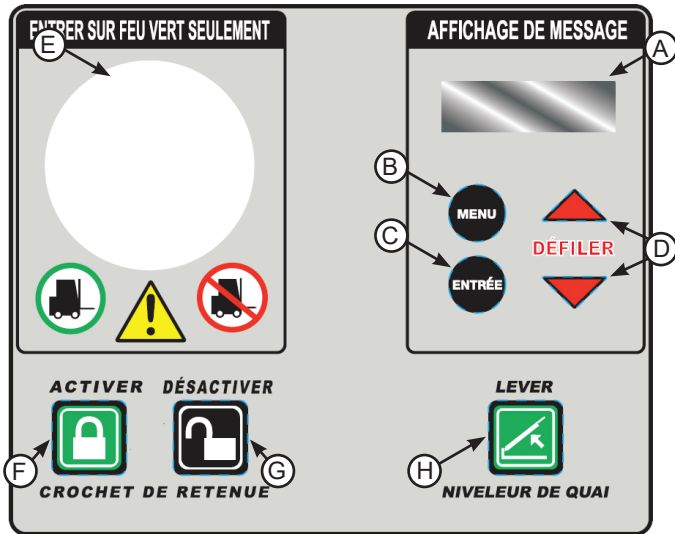 ENTRER SUR FEU VERT SEULEMENT
E
AFFICHAGE DE MESSAGE
A
B
MENU
C
DÉFILER
D
ENTRÉE
ACTIVER
DÉSACTIVER
F
G
CROCHET DE RETENUE
LEVER
H
NIVELEUR DE QUAI